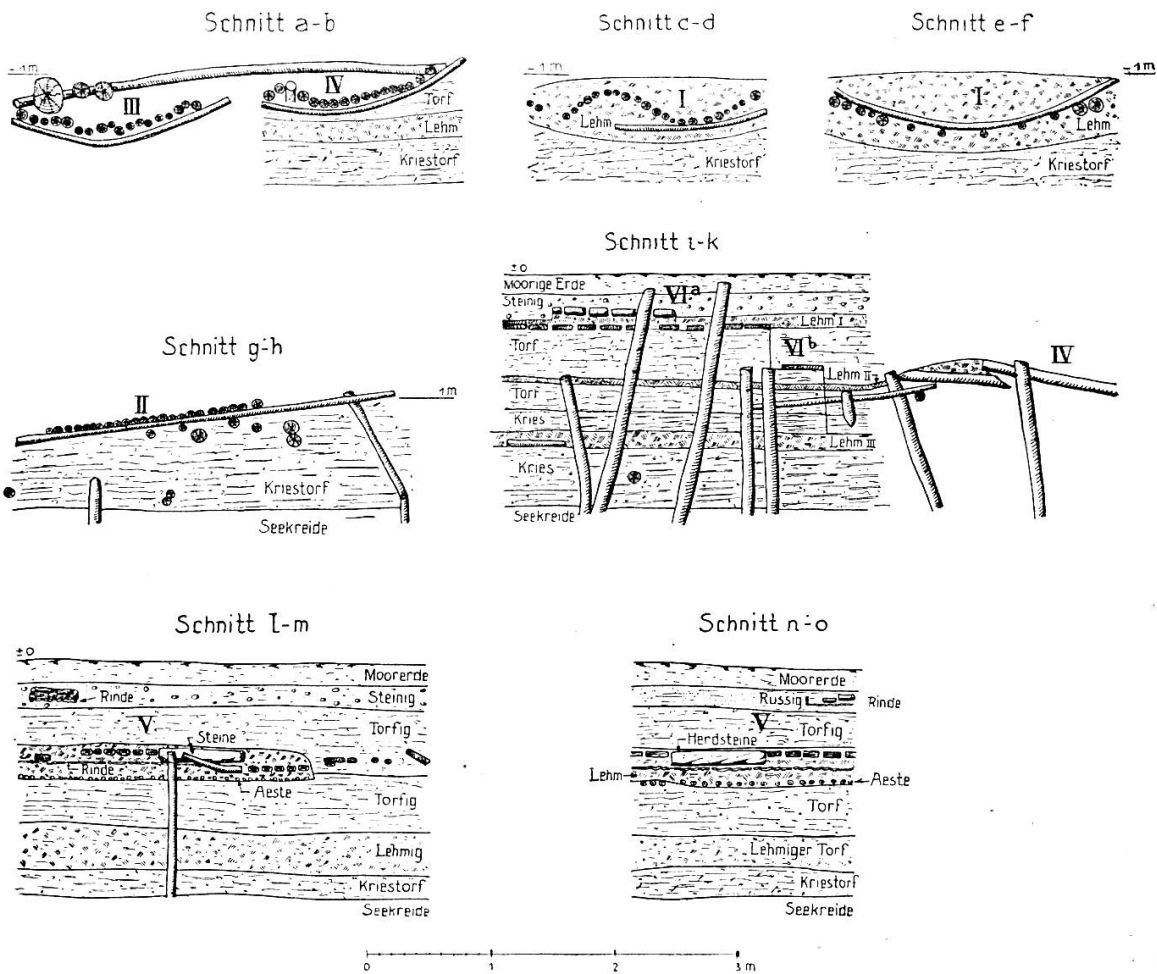 Schnitt a-b
Schnitt c-d
Schnitt e-f
-1m
III
IV
Torf
Lehm
Kriestorf
-1m
I
Lehm
Kriestorf
-1m
I
Lehm
Kriestorf
Schnitt g-h
II
1m
Kriestorf
Seekreide
Schnitt i-k
±0
Moorige Erde
Steinig
VIa
Lehm I
Torf
VIb
Lehm II
IV
Torf
Kries
Lehm III
Kries
Seekreide
Schnitt l-m
±0
Moorerde
Rinde
Steinig
V
Torfig
Steine
Rinde
Aeste
Torfig
Lehmig
Kriestorf
Seekreide
Schnitt n-o
Moorerde
Russig
Rinde
V
Torfig
Herdsteine
Lehm
Aeste
Torf
Lehmiger Torf
Kriestorf
Seekreide
0 1 2 3 m